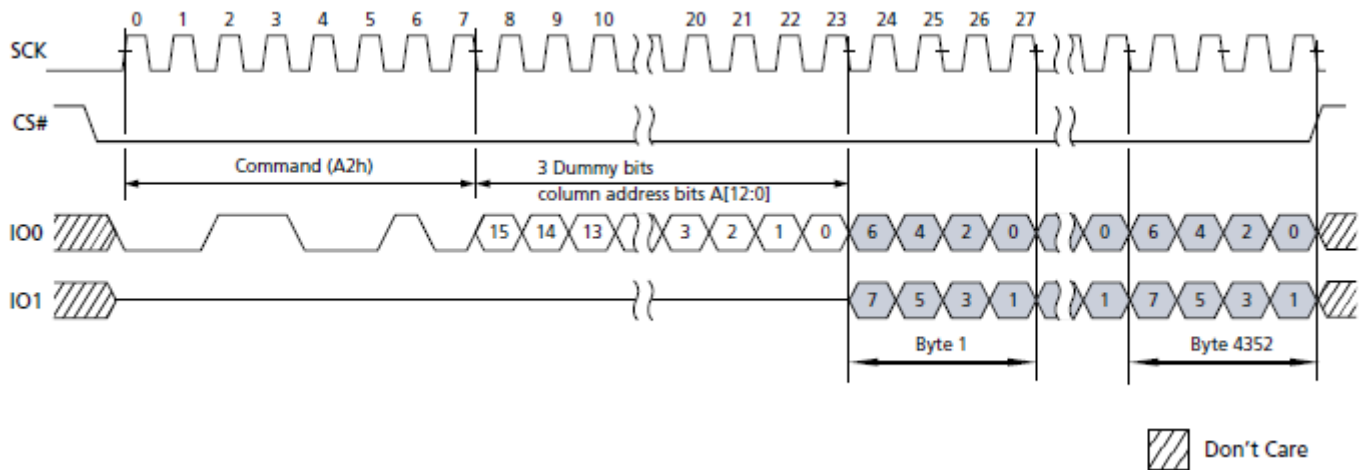 0 1 2 3 4 5 6 7 8 9 10 20 21 22 23 24 25 26 27
SCK
CS#
Command (A2h)
3 Dummy bits
column address bits A[12:0]
IO0 15 14 13 3 2 1 0 6 4 2 0 0 6 4 2 0
IO1 7 5 3 1 1 7 5 3 1
Byte 1 Byte 4352
Don't Care